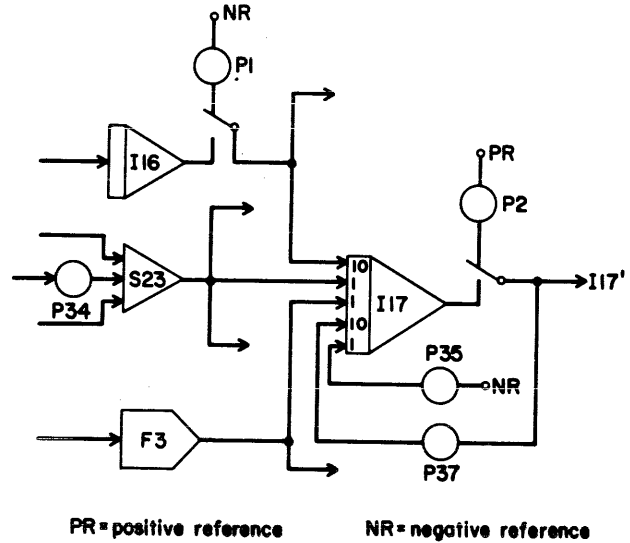 NR
P1
I16
PR
P2
S23
P34
10
1
1
10
1
I17
I17'
P35
NR
F3
P37
PR = positive reference NR = negative reference